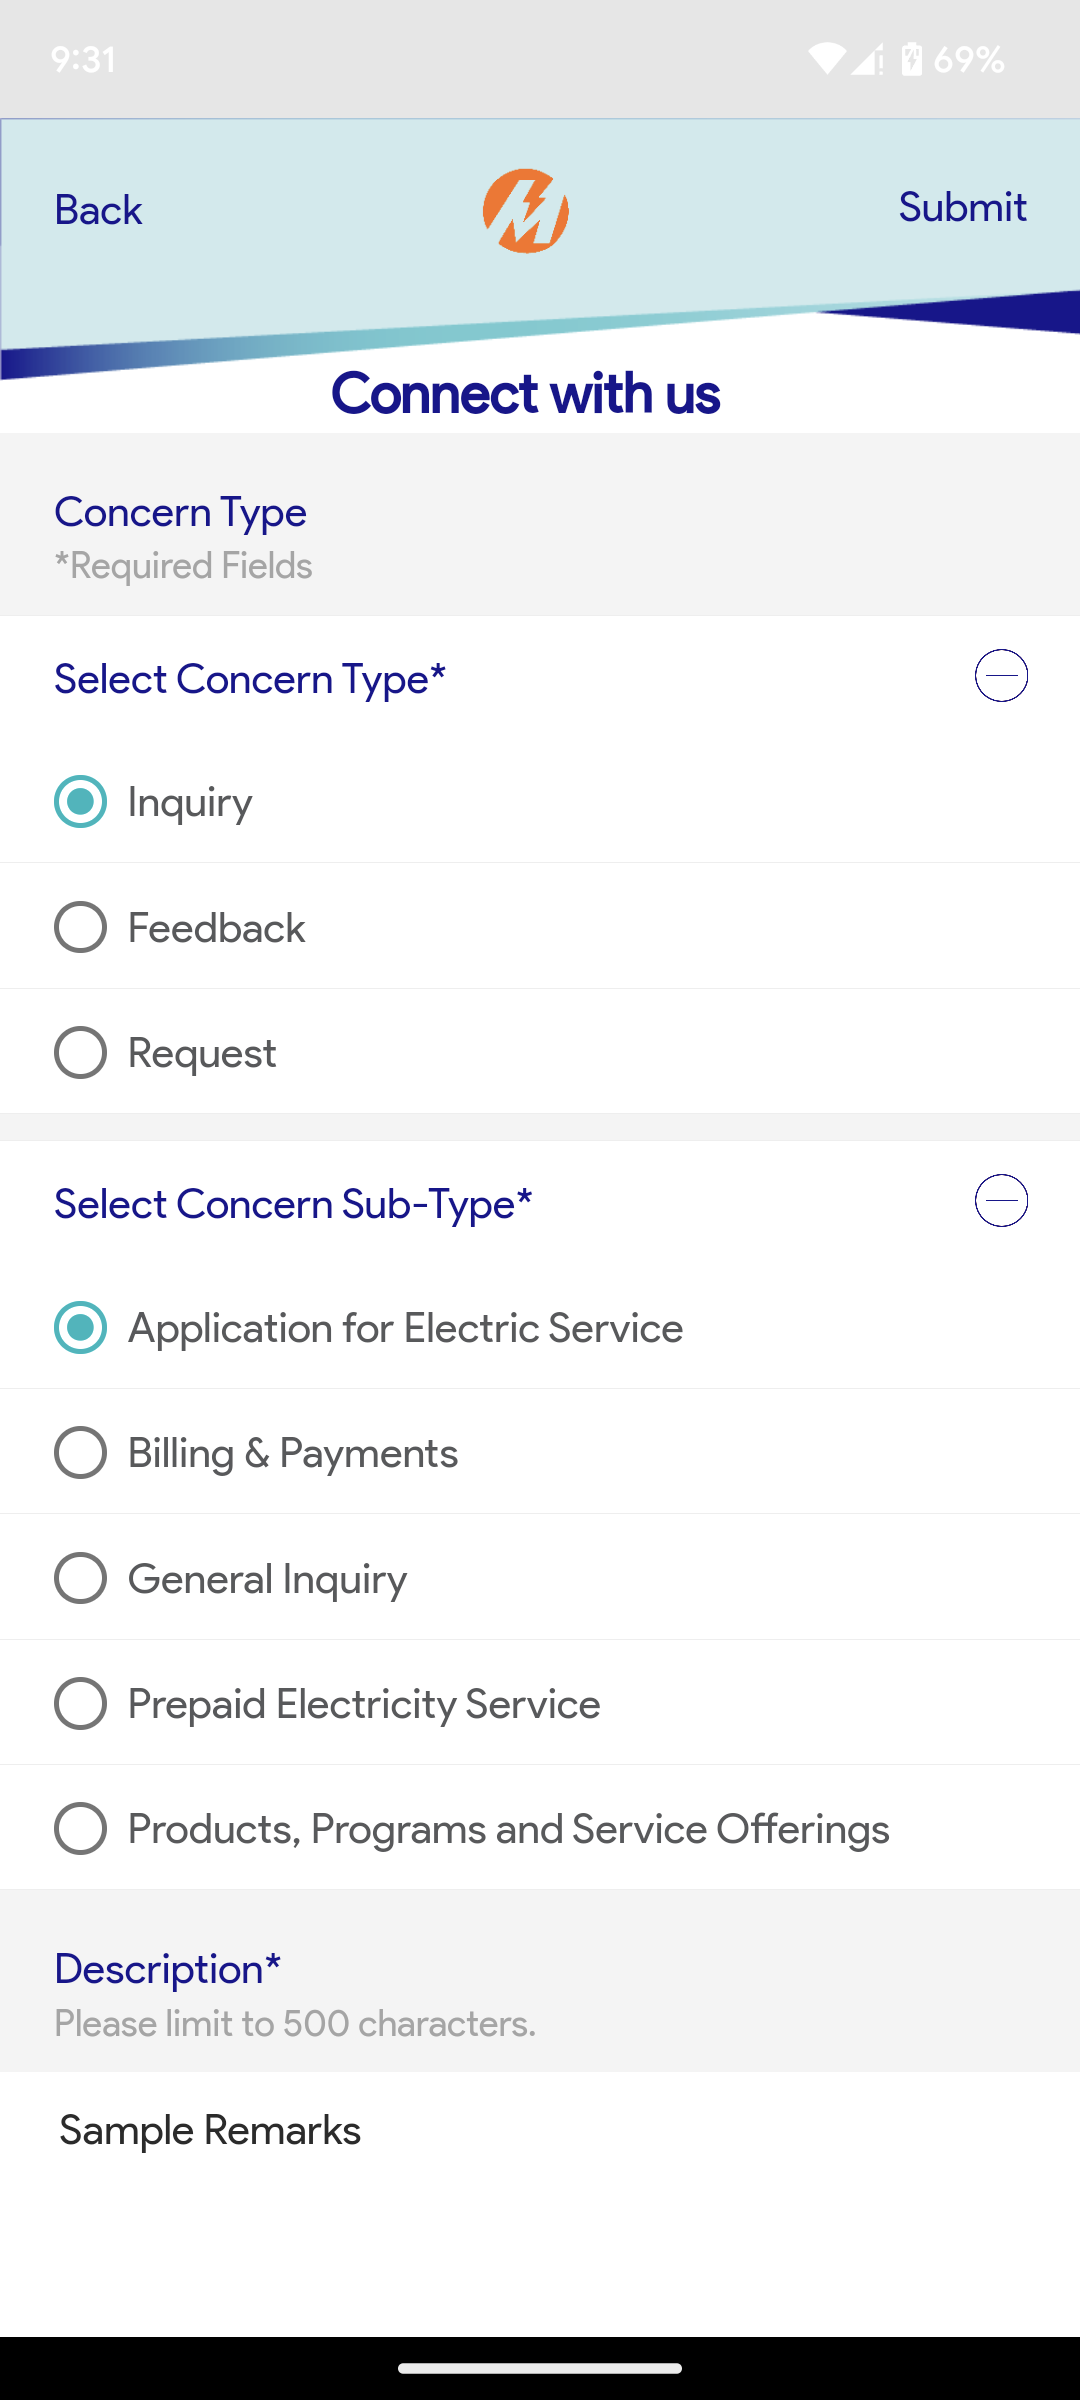 9:31
69%
Back
Submit
Connect with us
Concern Type
*Required Fields
Select Concern Type*
Inquiry
Feedback
Request
Select Concern Sub-Type*
Application for Electric Service
Billing & Payments
General Inquiry
Prepaid Electricity Service
Products, Programs and Service Offerings
Description*
Please limit to 500 characters.
Sample Remarks